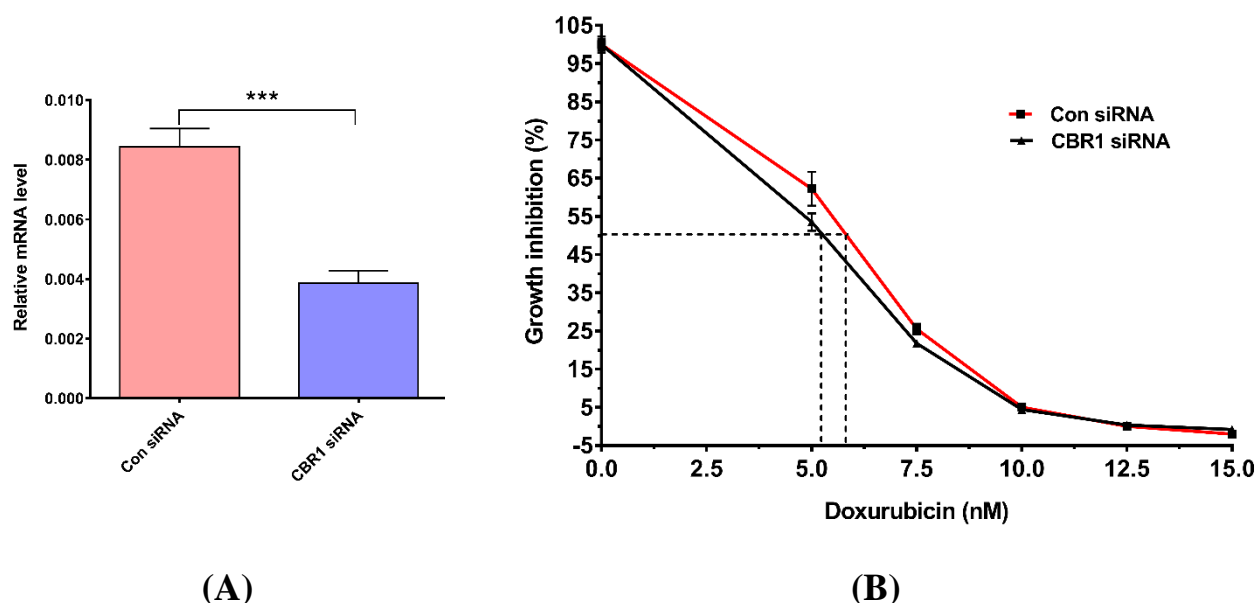 Relative mRNA level
0.010
0.008
0.006
0.004
0.002
0.000
***
Con siRNA
CBR1 siRNA
(A)
Growth inhibition (%)
105
95
85
75
65
55
45
35
25
15
5
-5
0.0
2.5
5.0
7.5
10.0
12.5
15.0
Doxurubicin (nM)
Con siRNA
CBR1 siRNA
(B)